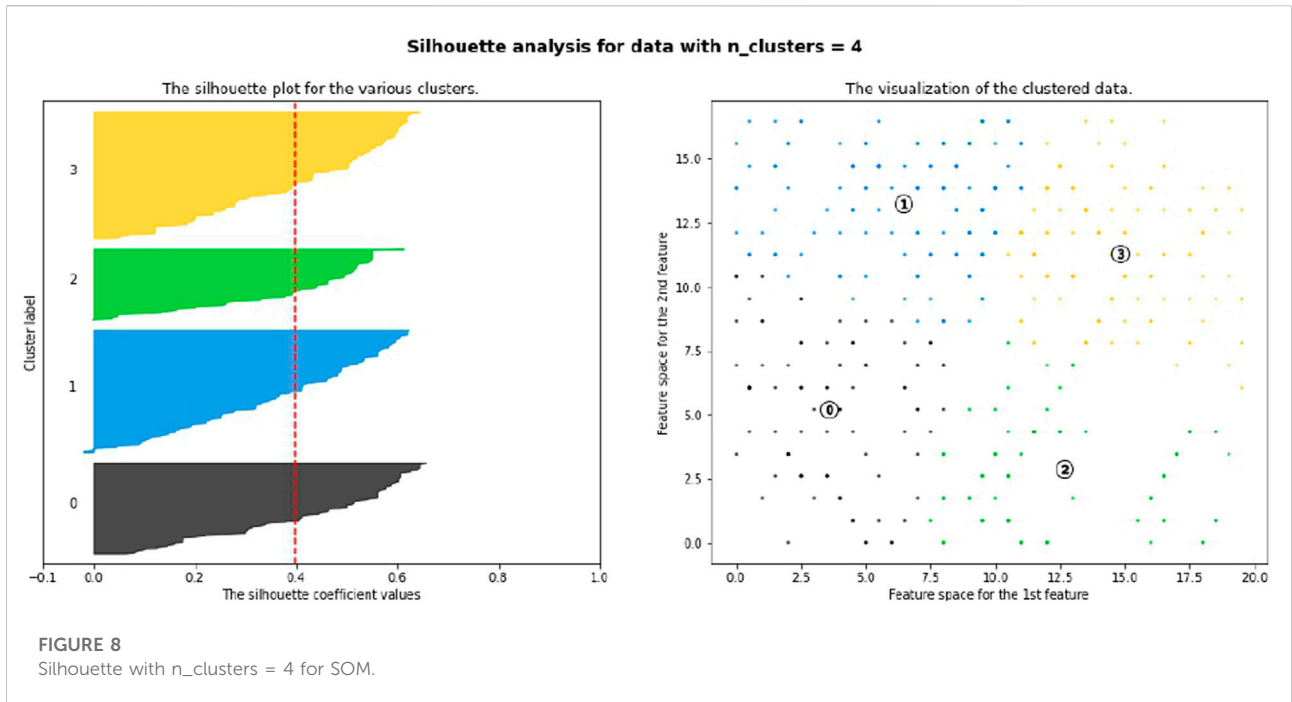 Silhouette analysis for data with n_clusters = 4
The silhouette plot for the various clusters.
3
2
1
0
Cluster label
−0.1 0.0 0.2 0.4 0.6 0.8 1.0
The silhouette coefficient values
The visualization of the clustered data.
15.0
12.5
10.0
7.5
5.0
2.5
0.0
Feature space for the 2nd feature
1
3
0
2
0.0 2.5 5.0 7.5 10.0 12.5 15.0 17.5 20.0
Feature space for the 1st feature
FIGURE 8
Silhouette with n_clusters = 4 for SOM.